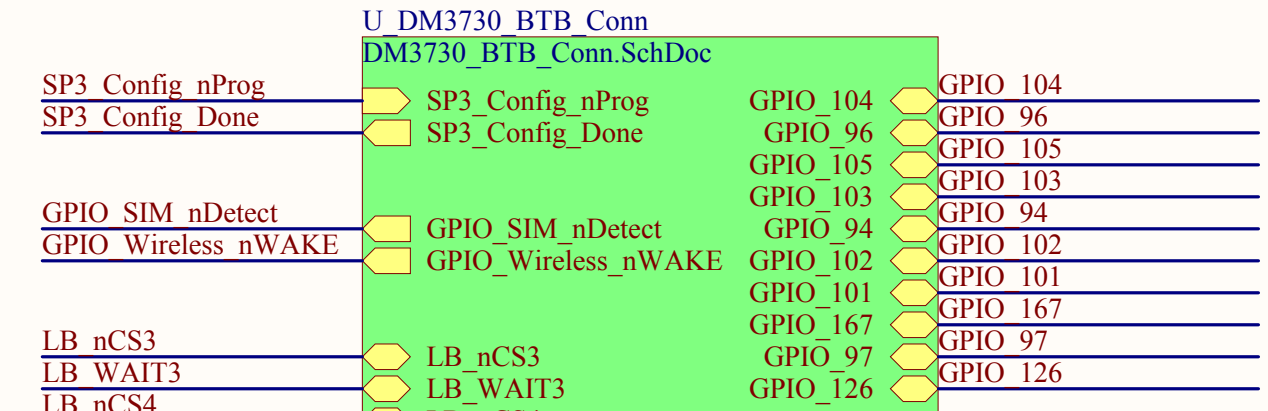 U_DM3730_BTB_Conn
DM3730_BTB_Conn.SchDoc
SP3_Config_nProg SP3_Config_nProg GPIO_104 GPIO_104
SP3_Config_Done SP3_Config_Done GPIO_96 GPIO_96
GPIO_105 GPIO_105
GPIO_103 GPIO_103
GPIO_SIM_nDetect GPIO_SIM_nDetect GPIO_94 GPIO_94
GPIO_Wireless_nWAKE GPIO_Wireless_nWAKE GPIO_102 GPIO_102
GPIO_101 GPIO_101
GPIO_167 GPIO_167
LB_nCS3 LB_nCS3 GPIO_97 GPIO_97
LB_WAIT3 LB_WAIT3 GPIO_126 GPIO_126
LB_nCS4